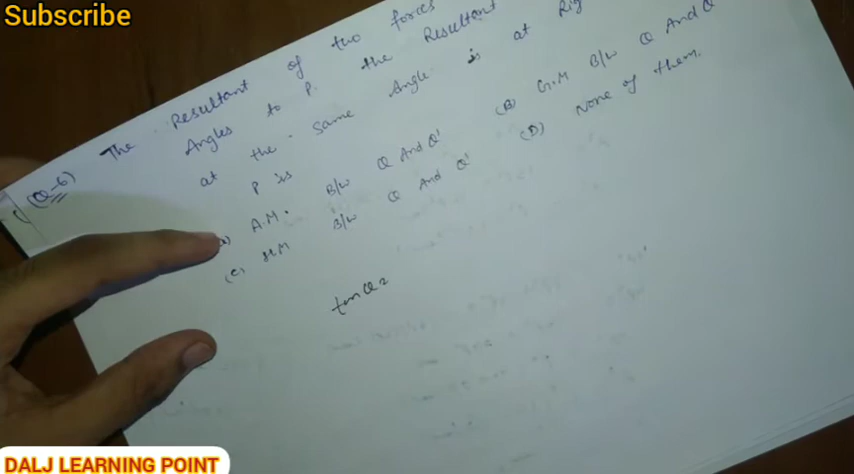 Subscribe
(Q-6) The Resultant of two forces
Angles to P. the Resultant
at the same Angle is at Rig
P is
A.M. B/W Q And Q' (B) G.M B/W Q And Q'
(C) HM B/W Q And Q' (D) None of them.
tan
DALJ LEARNING POINT